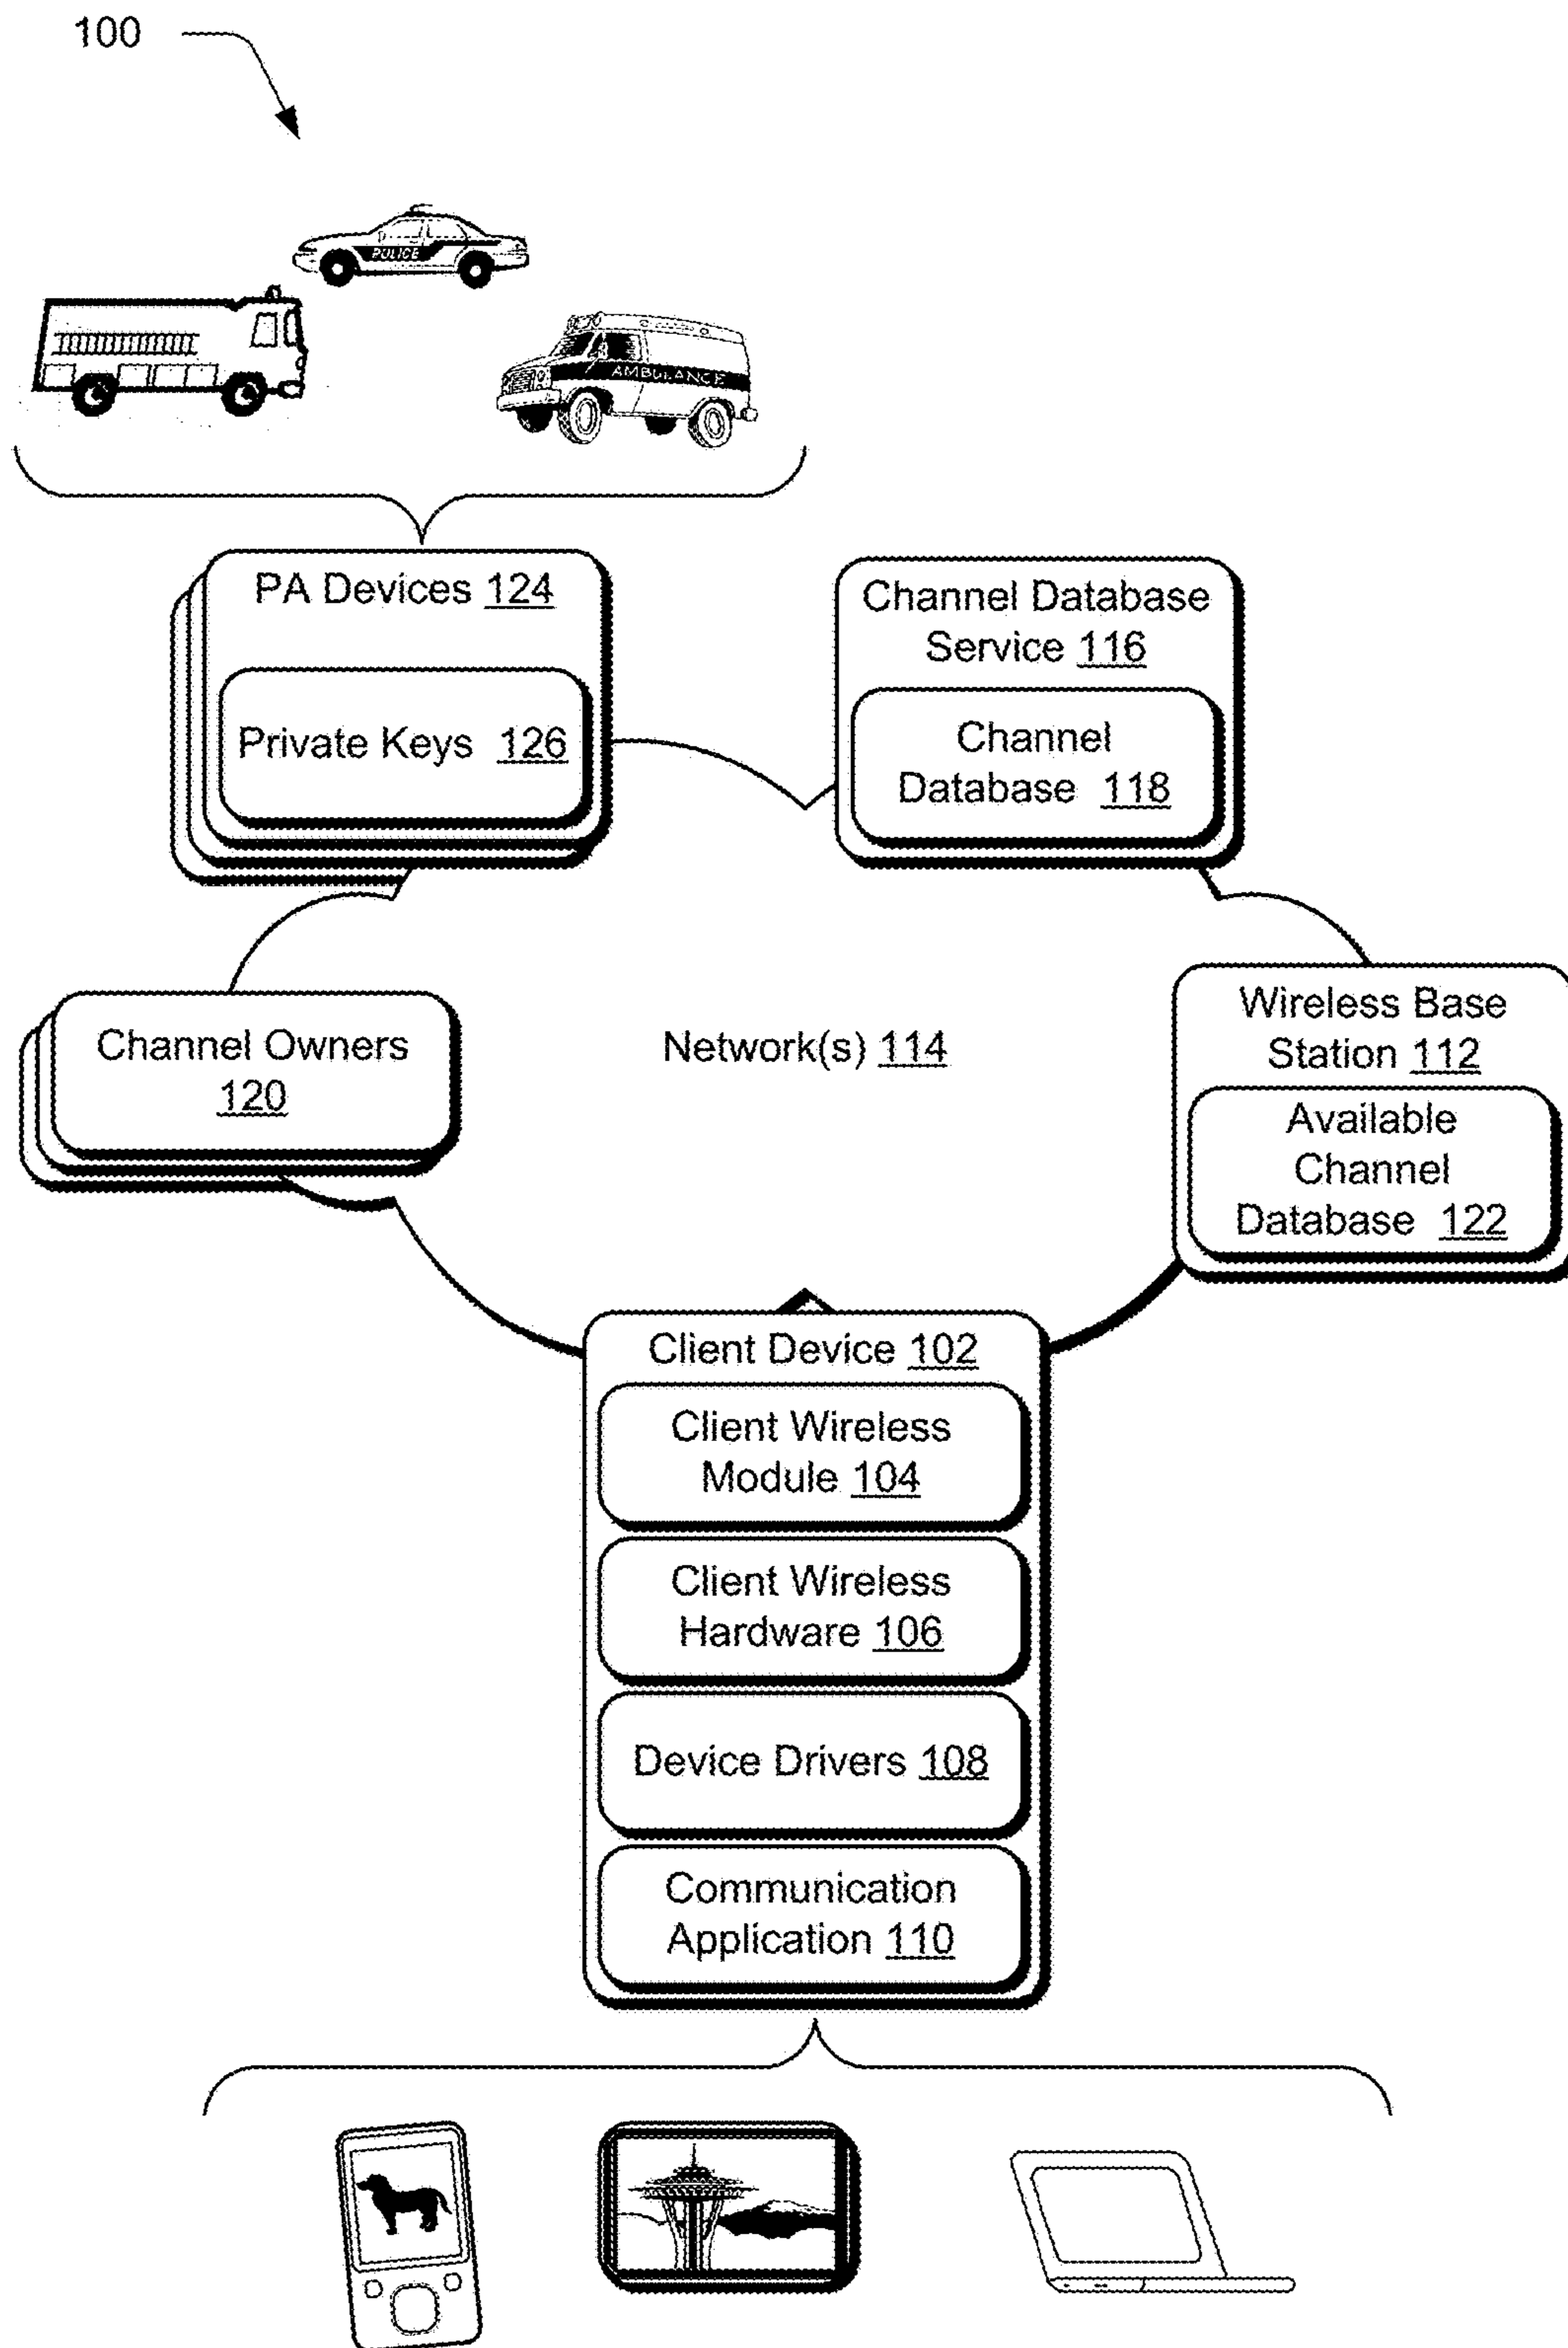 100
POLICE
AMBULANCE
PA Devices 124
Private Keys 126
Channel Database
Service 116
Channel
Database 118
Channel Owners
120
Network(s) 114
Wireless Base
Station 112
Available
Channel
Database 122
Client Device 102
Client Wireless
Module 104
Client Wireless
Hardware 106
Device Drivers 108
Communication
Application 110